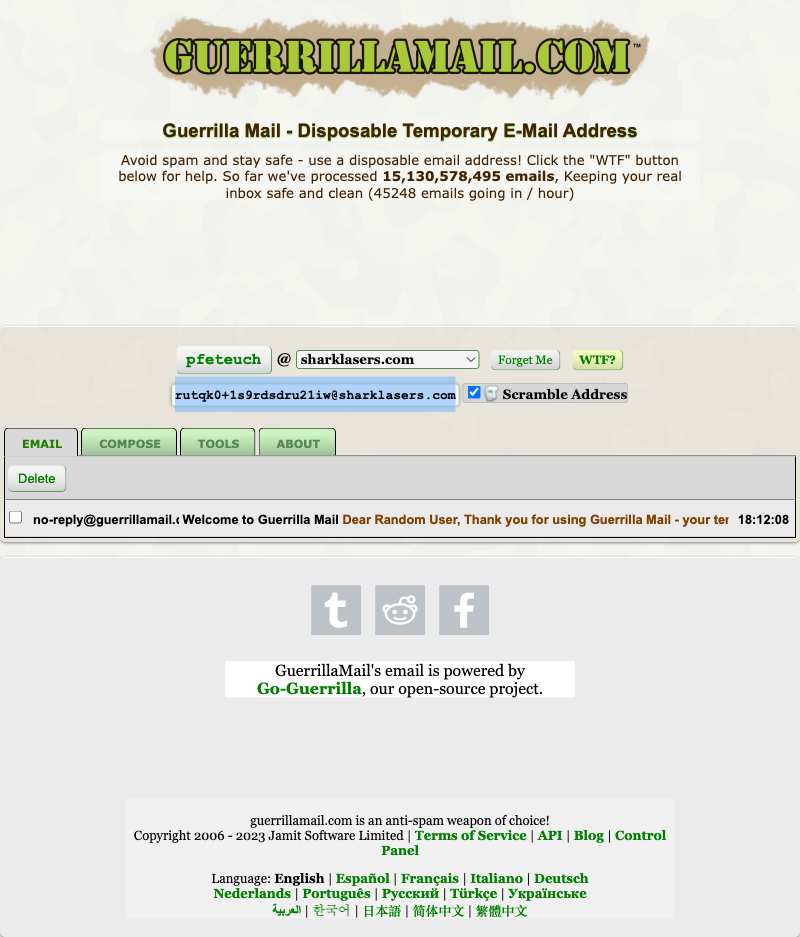 GUERRILLAMAIL.COM™
Guerrilla Mail - Disposable Temporary E-Mail Address
Avoid spam and stay safe - use a disposable email address! Click the "WTF" button
below for help. So far we've processed 15,130,578,495 emails, Keeping your real
inbox safe and clean (45248 emails going in / hour)
pfeteuch @ sharklasers.com Forget Me WTF?
rutqk0+1s9rdsdru21iw@sharklasers.com Scramble Address
EMAIL COMPOSE TOOLS ABOUT
Delete
no-reply@guerrillamail.c Welcome to Guerrilla Mail Dear Random User, Thank you for using Guerrilla Mail - your ter 18:12:08
GuerrillaMail's email is powered by
Go-Guerrilla, our open-source project.
guerrillamail.com is an anti-spam weapon of choice!
Copyright 2006 - 2023 Jamit Software Limited | Terms of Service | API | Blog | Control
Panel
Language: English | Español | Français | Italiano | Deutsch
Nederlands | Português | Русский | Türkçe | Українське
العربية | 한국어 | 日本語 | 简体中文 | 繁體中文